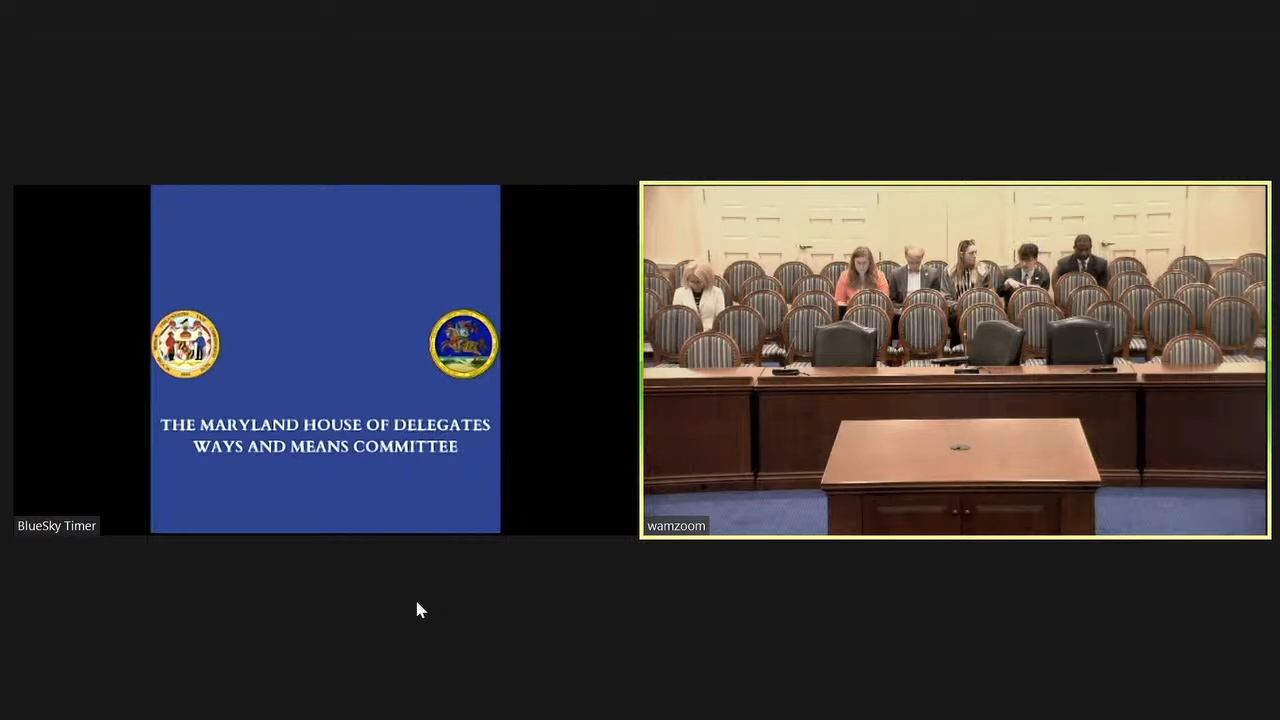 THE MARYLAND HOUSE OF DELEGATES
WAYS AND MEANS COMMITTEE
BlueSky Timer
wamzoom